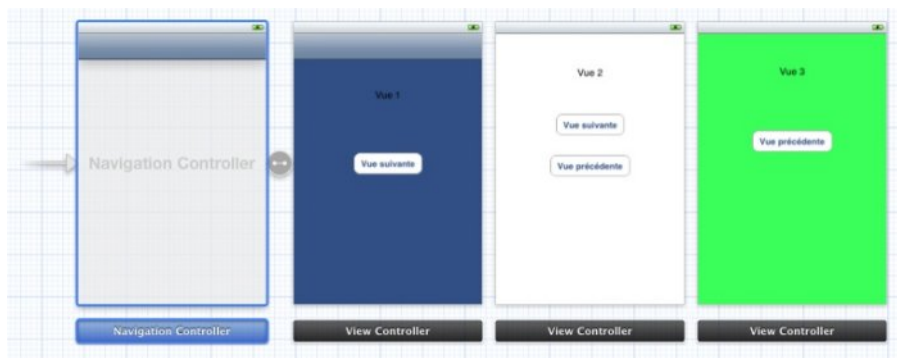 Navigation Controller
Navigation Controller
Vue 1
Vue suivante
View Controller
Vue 2
Vue suivante
Vue précédente
View Controller
Vue 3
Vue précédente
View Controller